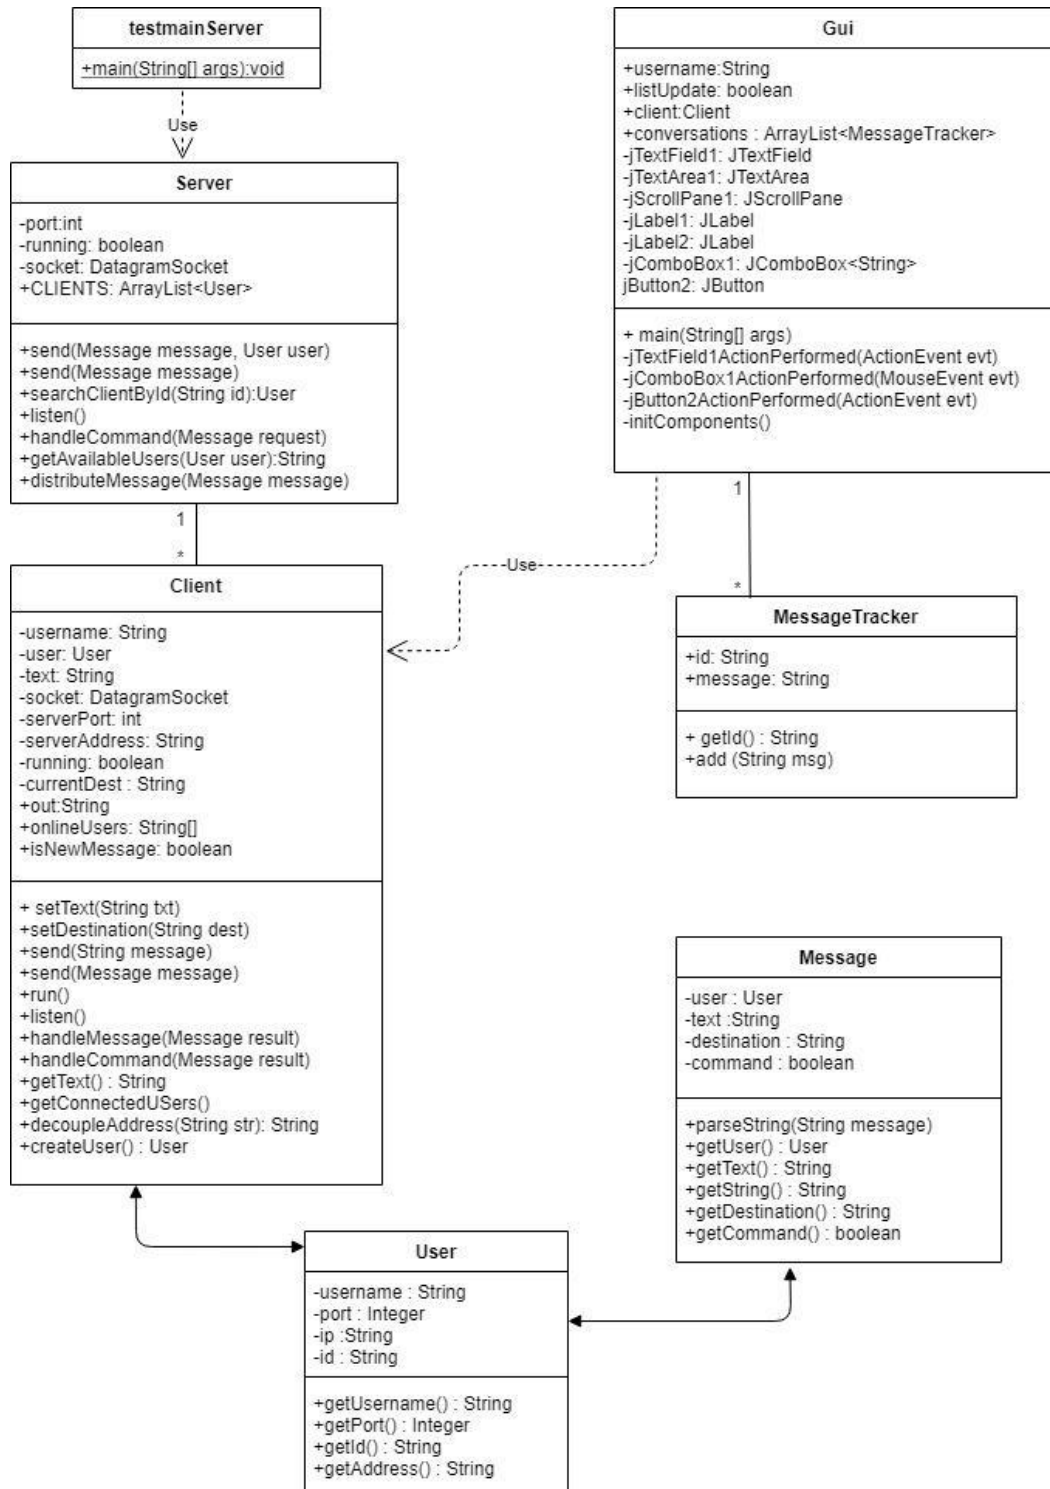 testmainServer
+main(String[] args):void
Use
Server
-port:int
-running: boolean
-socket: DatagramSocket
+CLIENTS: ArrayList<User>
+send(Message message, User user)
+send(Message message)
+searchClientById(String id):User
+listen()
+handleCommand(Message request)
+getAvailableUsers(User user):String
+distributeMessage(Message message)
1
*
Client
-username: String
-user: User
-text: String
-socket: DatagramSocket
-serverPort: int
-serverAddress: String
-running: boolean
-currentDest : String
+out:String
+onlineUsers: String[]
+isNewMessage: boolean
+ setText(String txt)
+setDestination(String dest)
+send(String message)
+send(Message message)
+run()
+listen()
+handleMessage(Message result)
+handleCommand(Message result)
+getText() : String
+getConnectedUSers()
+decoupleAddress(String str): String
+createUser() : User
Gui
+username:String
+listUpdate: boolean
+client:Client
+conversations : ArrayList<MessageTracker>
-jTextField1: JTextField
-jTextArea1: JTextArea
-jScrollPane1: JScrollPane
-jLabel1: JLabel
-jLabel2: JLabel
-jComboBox1: JComboBox<String>
jButton2: JButton
+ main(String[] args)
-jTextField1ActionPerformed(ActionEvent evt)
-jComboBox1ActionPerformed(MouseEvent evt)
-jButton2ActionPerformed(ActionEvent evt)
-initComponents()
Use
1
*
MessageTracker
+id: String
+message: String
+ getId() : String
+add (String msg)
Message
-user : User
-text :String
-destination : String
-command : boolean
+parseString(String message)
+getUser() : User
+getText() : String
+getString() : String
+getDestination() : String
+getCommand() : boolean
User
-username : String
-port : Integer
-ip :String
-id : String
+getUsername() : String
+getPort() : Integer
+getId() : String
+getAddress() : String